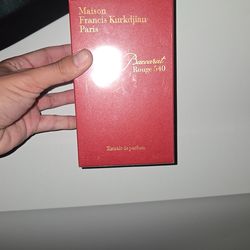 Maison
Francis Kurkdjian
Paris
Baccarat
Rouge 540
Extrait de parfum